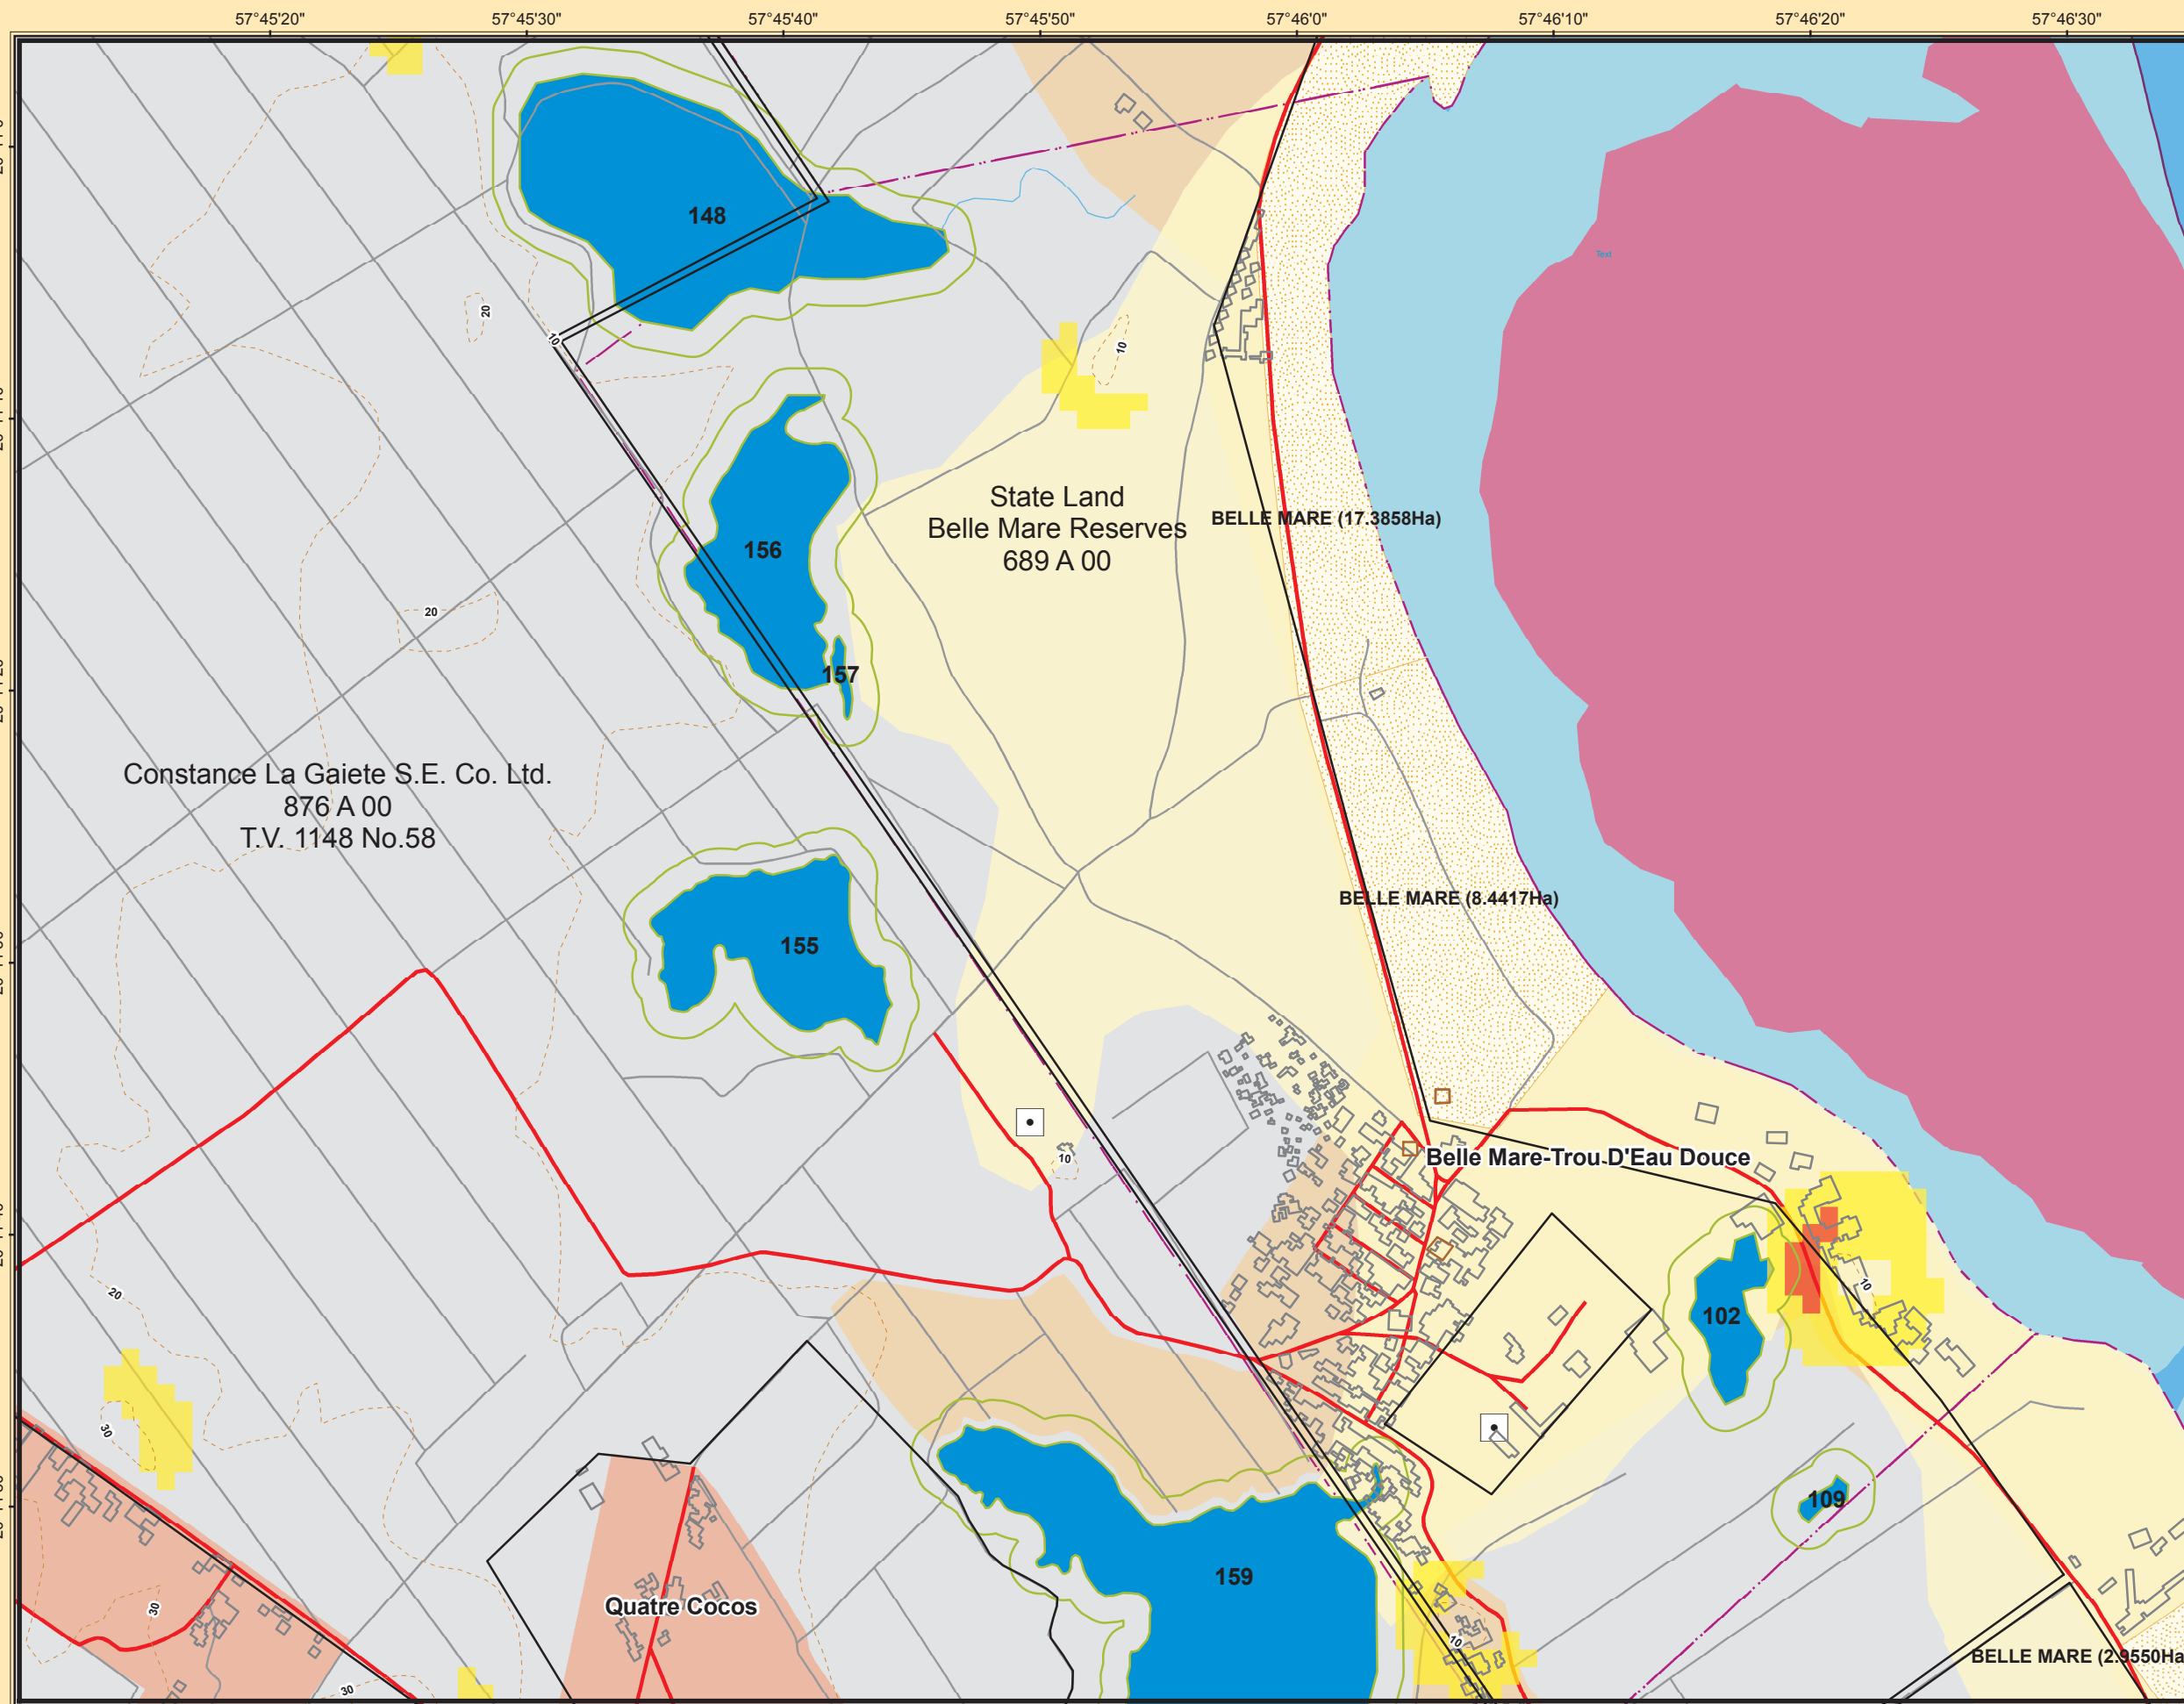 57°45'20"
57°45'30"
57°45'40"
57°45'50"
57°46'0"
57°46'10"
57°46'20"
57°46'30"
148
Text
20
10
10
State Land
Belle Mare Reserves
689 A 00
BELLE MARE (17.3858Ha)
156
20
157
Constance La Gaiete S.E. Co. Ltd.
876 A 00
T.V. 1148 No.58
BELLE MARE (8.4417Ha)
155
10
Belle Mare-Trou D'Eau Douce
20
10
102
30
109
159
Quatre Cocos
30
10
BELLE MARE (2.9550Ha
30